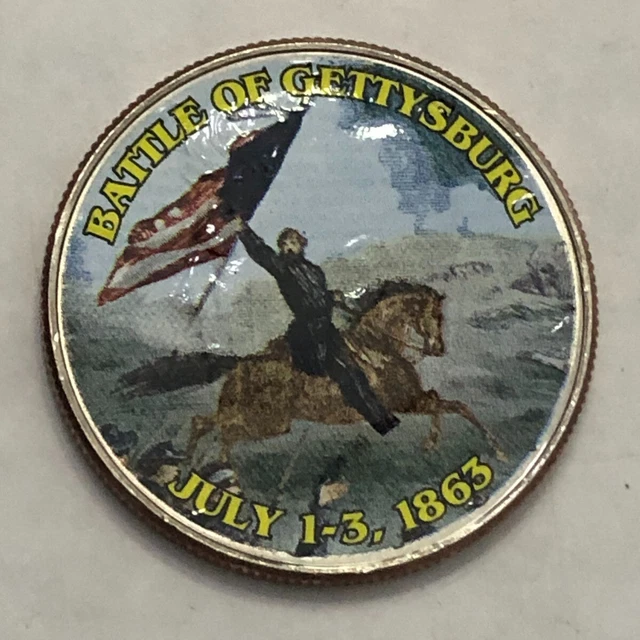 BATTLE OF GETTYSBURG
JULY 1-3, 1863